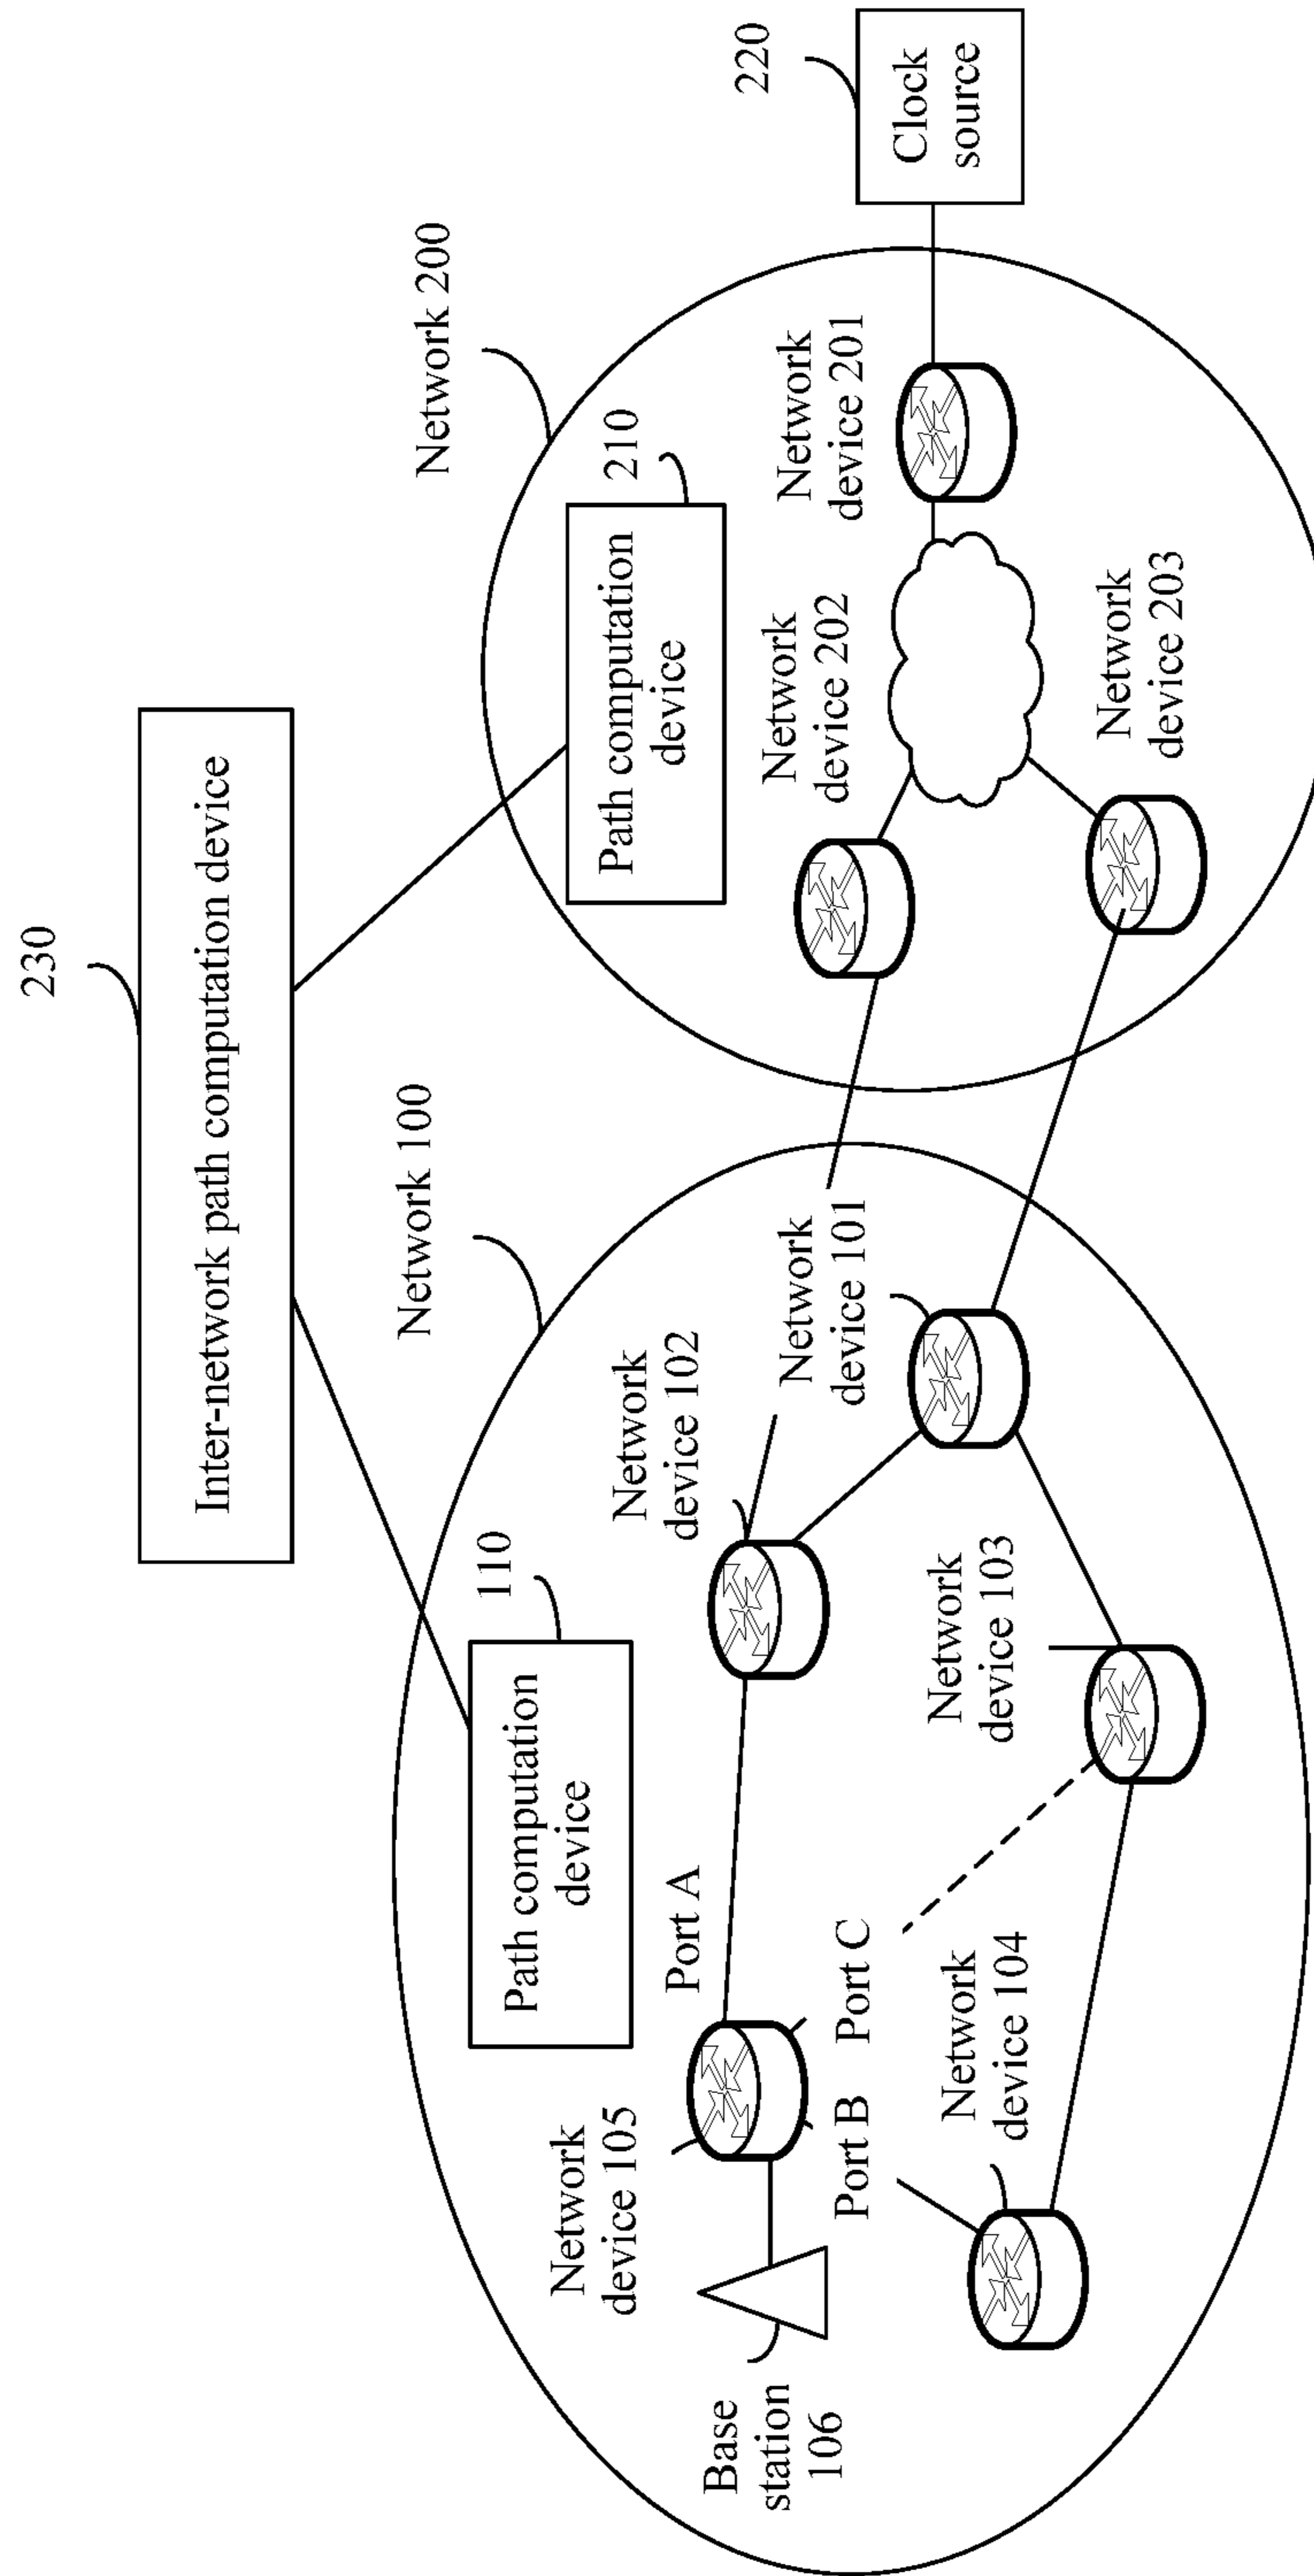 230
Inter-network path computation device
Network 100
Network 200
110
Path computation
device
210
Path computation
device
220
Clock
source
Network
device 105
Port A
Network
device 102
Network
device 101
Network
device 202
Network
device 201
Base
station
106
Port B
Port C
Network
device 104
Network
device 103
Network
device 203